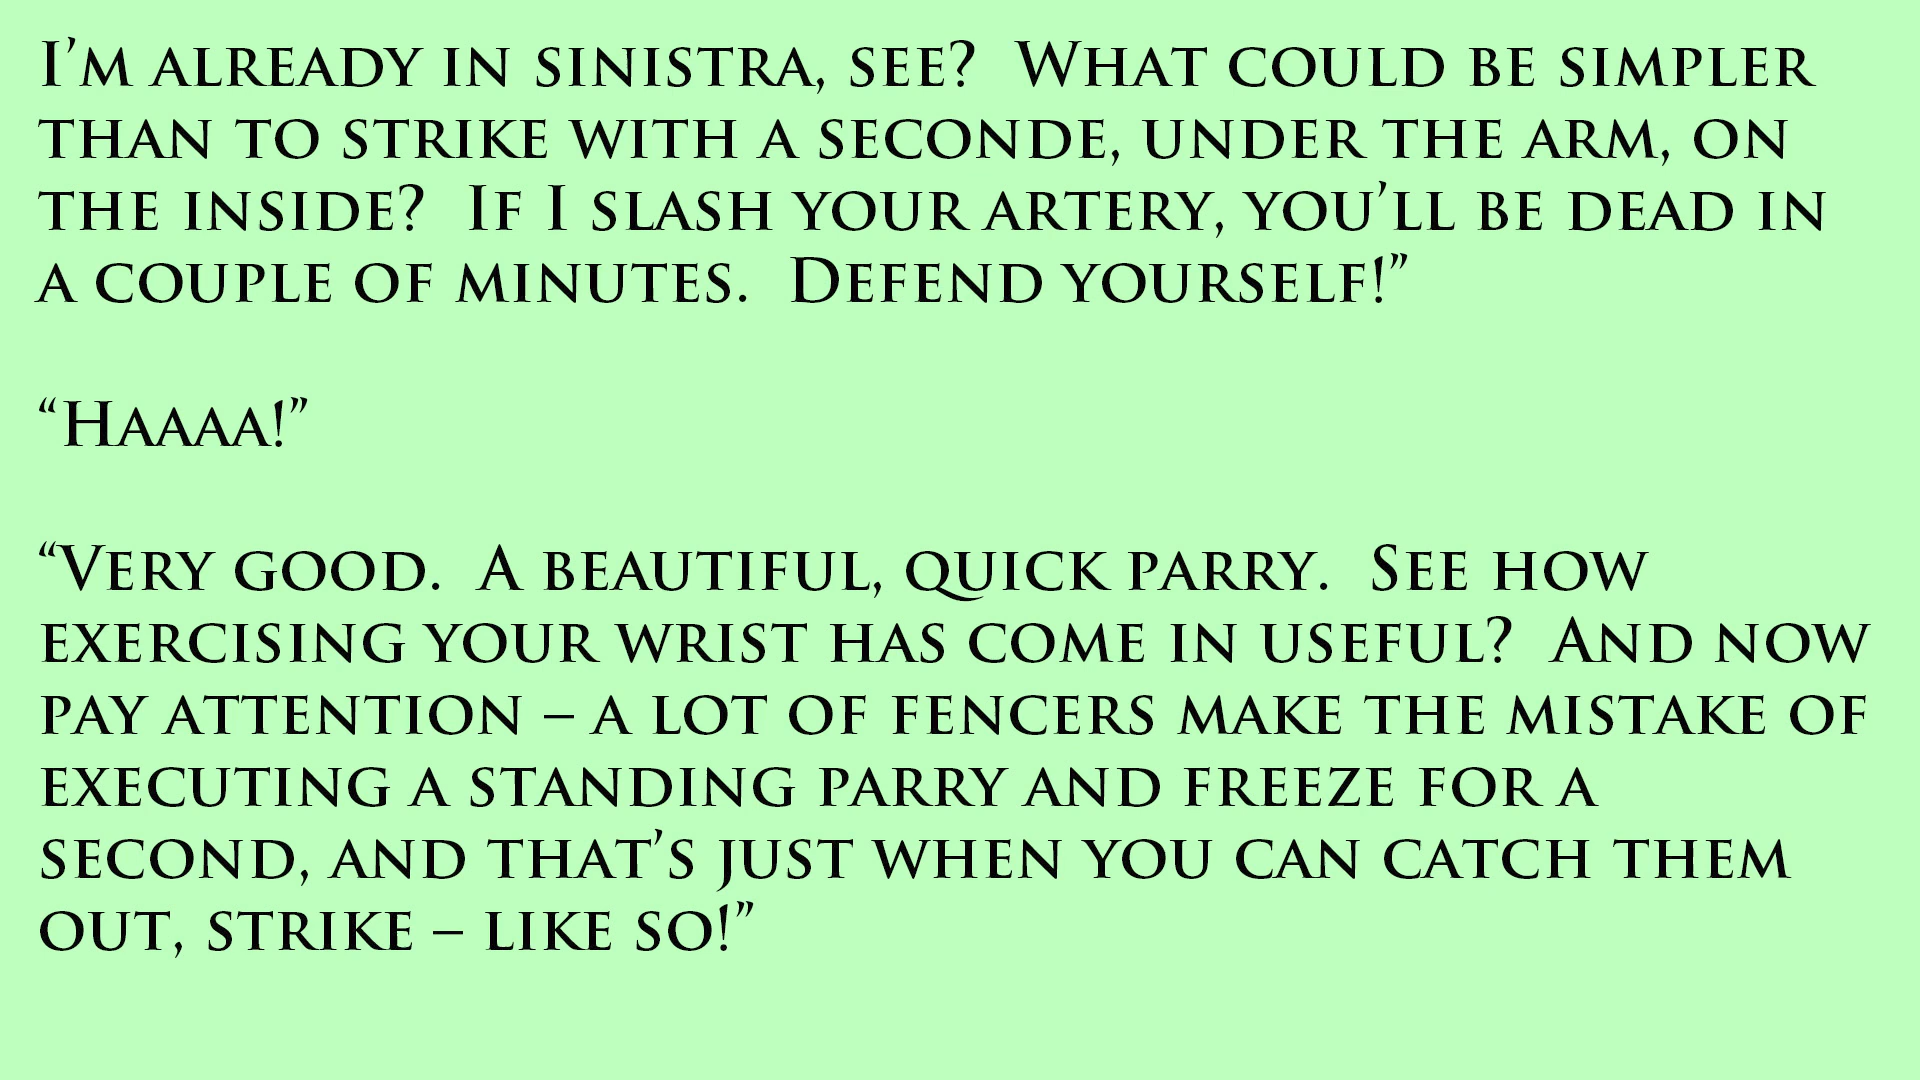 I’m already in sinistra, see?  What could be simpler
than to strike with a seconde, under the arm, on
the inside?  If I slash your artery, you’ll be dead in
a couple of minutes.  Defend yourself!”
“Haaaa!”
“Very good.  A beautiful, quick parry.  See how
exercising your wrist has come in useful?  And now
pay attention – a lot of fencers make the mistake of
executing a standing parry and freeze for a
second, and that’s just when you can catch them
out, strike – like so!”